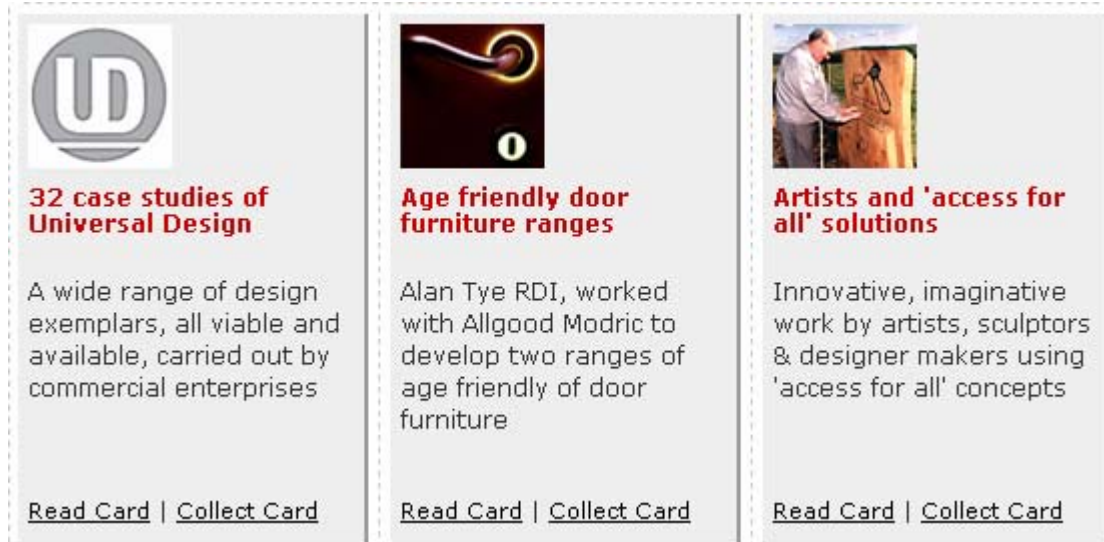 UD
32 case studies of
Universal Design
A wide range of design
exemplars, all viable and
available, carried out by
commercial enterprises
Read Card | Collect Card
Age friendly door
furniture ranges
Alan Tye RDI, worked
with Allgood Modric to
develop two ranges of
age friendly of door
furniture
Read Card | Collect Card
Artists and 'access for
all' solutions
Innovative, imaginative
work by artists, sculptors
& designer makers using
'access for all' concepts
Read Card | Collect Card